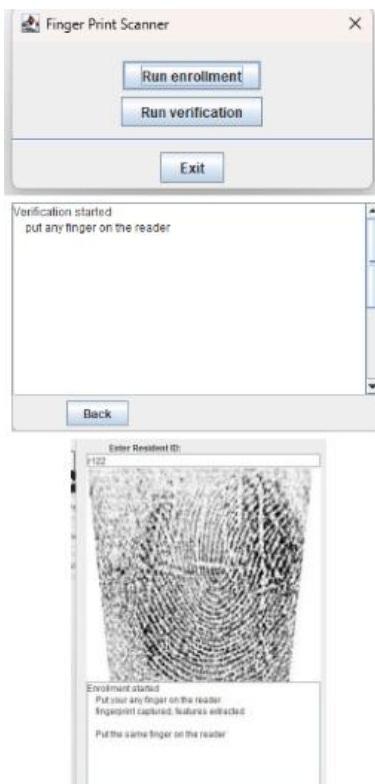 Finger Print Scanner
Run enrollment
Run verification
Exit
Verification started
put any finger on the reader
Back
Enter Resident ID:
r122
Enrollment started
Put your any finger on the reader
fingerprint captured, features extracted
Put the same finger on the reader